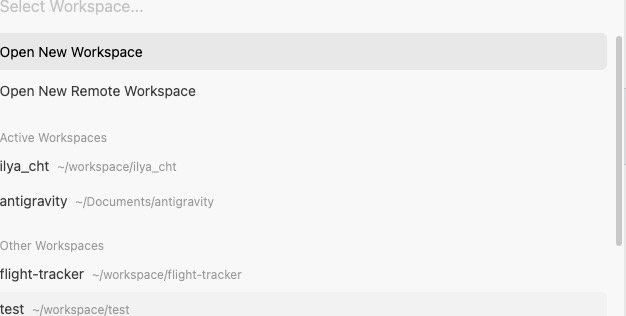 Select Workspace...
Open New Workspace
Open New Remote Workspace
Active Workspaces
ilya_cht ~/workspace/ilya_cht
antigravity ~/Documents/antigravity
Other Workspaces
flight-tracker ~/workspace/flight-tracker
test ~/workspace/test